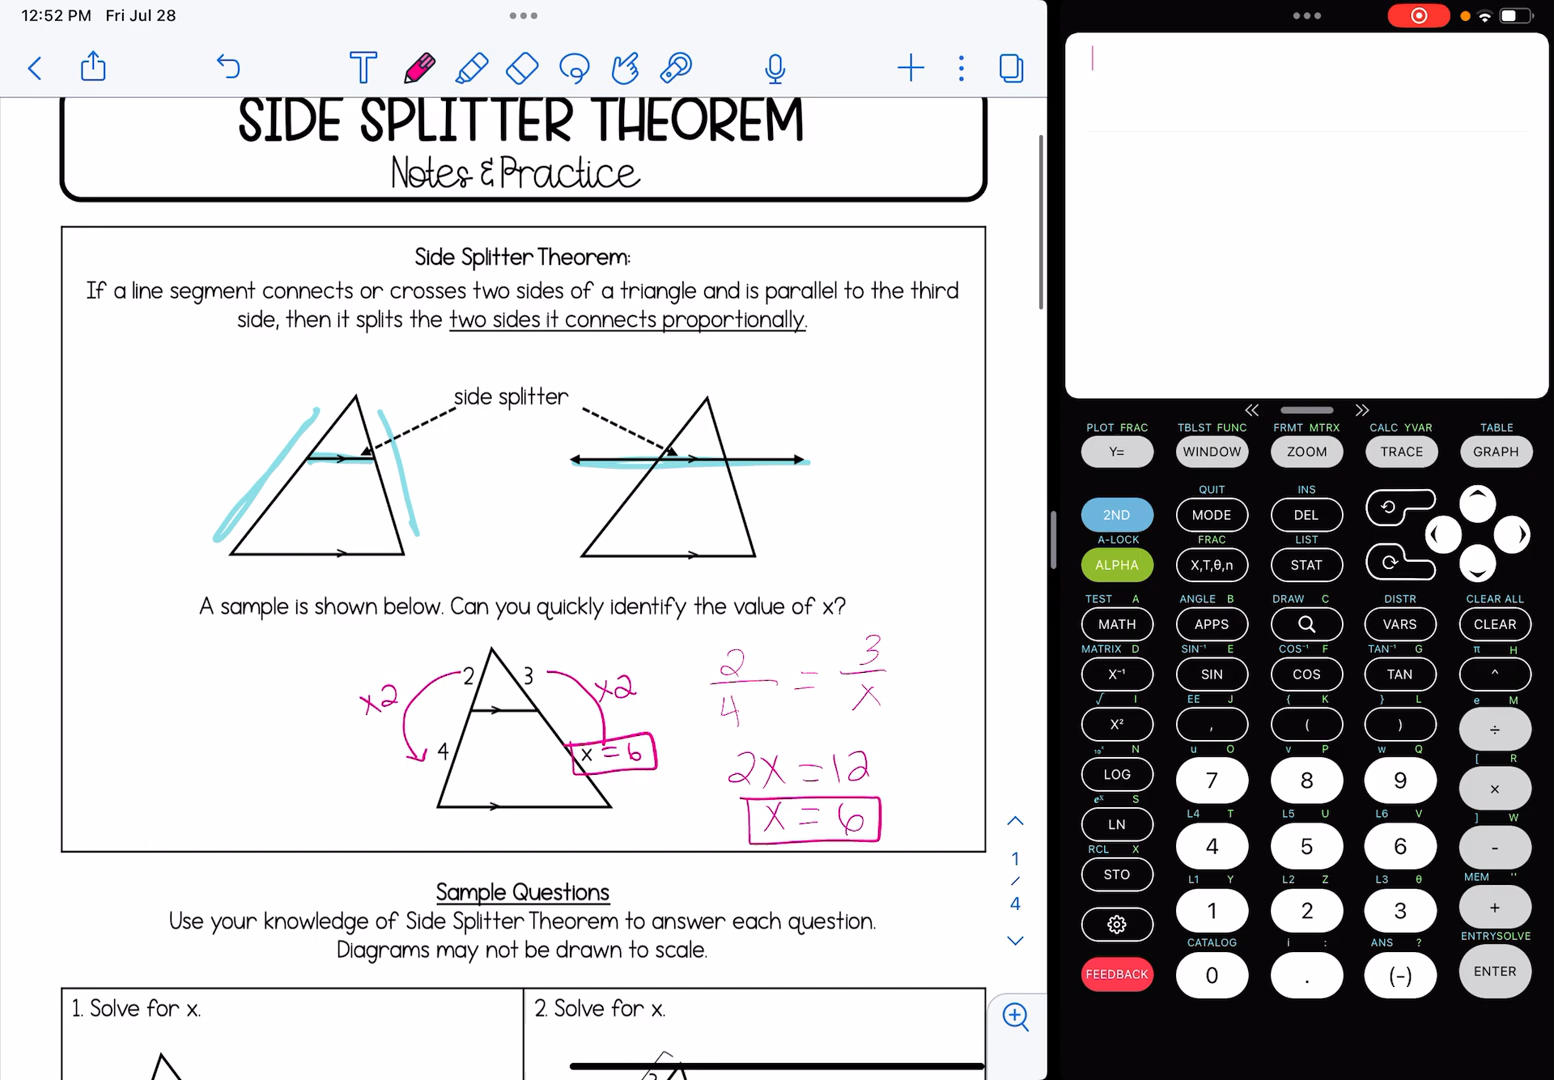 12:52 PM Fri Jul 28
SIDE SPLITTER THEOREM
Notes & Practice
Side Splitter Theorem:
If a line segment connects or crosses two sides of a triangle and is parallel to the third
side, then it splits the two sides it connects proportionally.
side splitter
A sample is shown below. Can you quickly identify the value of x?
2 3
x2 x2
4 x = 6
2/4 = 3/x
2x = 12
x = 6
Sample Questions
Use your knowledge of Side Splitter Theorem to answer each question.
Diagrams may not be drawn to scale.
1. Solve for x.
2. Solve for x.
1
/
4
PLOT FRAC TBLST FUNC FRMT MTRX CALC YVAR TABLE
Y= WINDOW ZOOM TRACE GRAPH
QUIT INS
2ND MODE DEL
A-LOCK FRAC LIST
ALPHA X,T,θ,n STAT
TEST A ANGLE B DRAW C DISTR CLEAR ALL
MATH APPS VARS CLEAR
MATRIX D SIN⁻¹ E COS⁻¹ F TAN⁻¹ G π H
X⁻¹ SIN COS TAN ^
√ I EE J { K } L e M
X² , ( ) ÷
10ˣ N u O v P w Q [ R
LOG 7 8 9 ×
eˣ S L4 T L5 U L6 V ] W
LN 4 5 6 -
RCL X L1 Y L2 Z L3 θ MEM "
STO 1 2 3 +
CATALOG i : ANS ? ENTRY SOLVE
FEEDBACK 0 . (-) ENTER